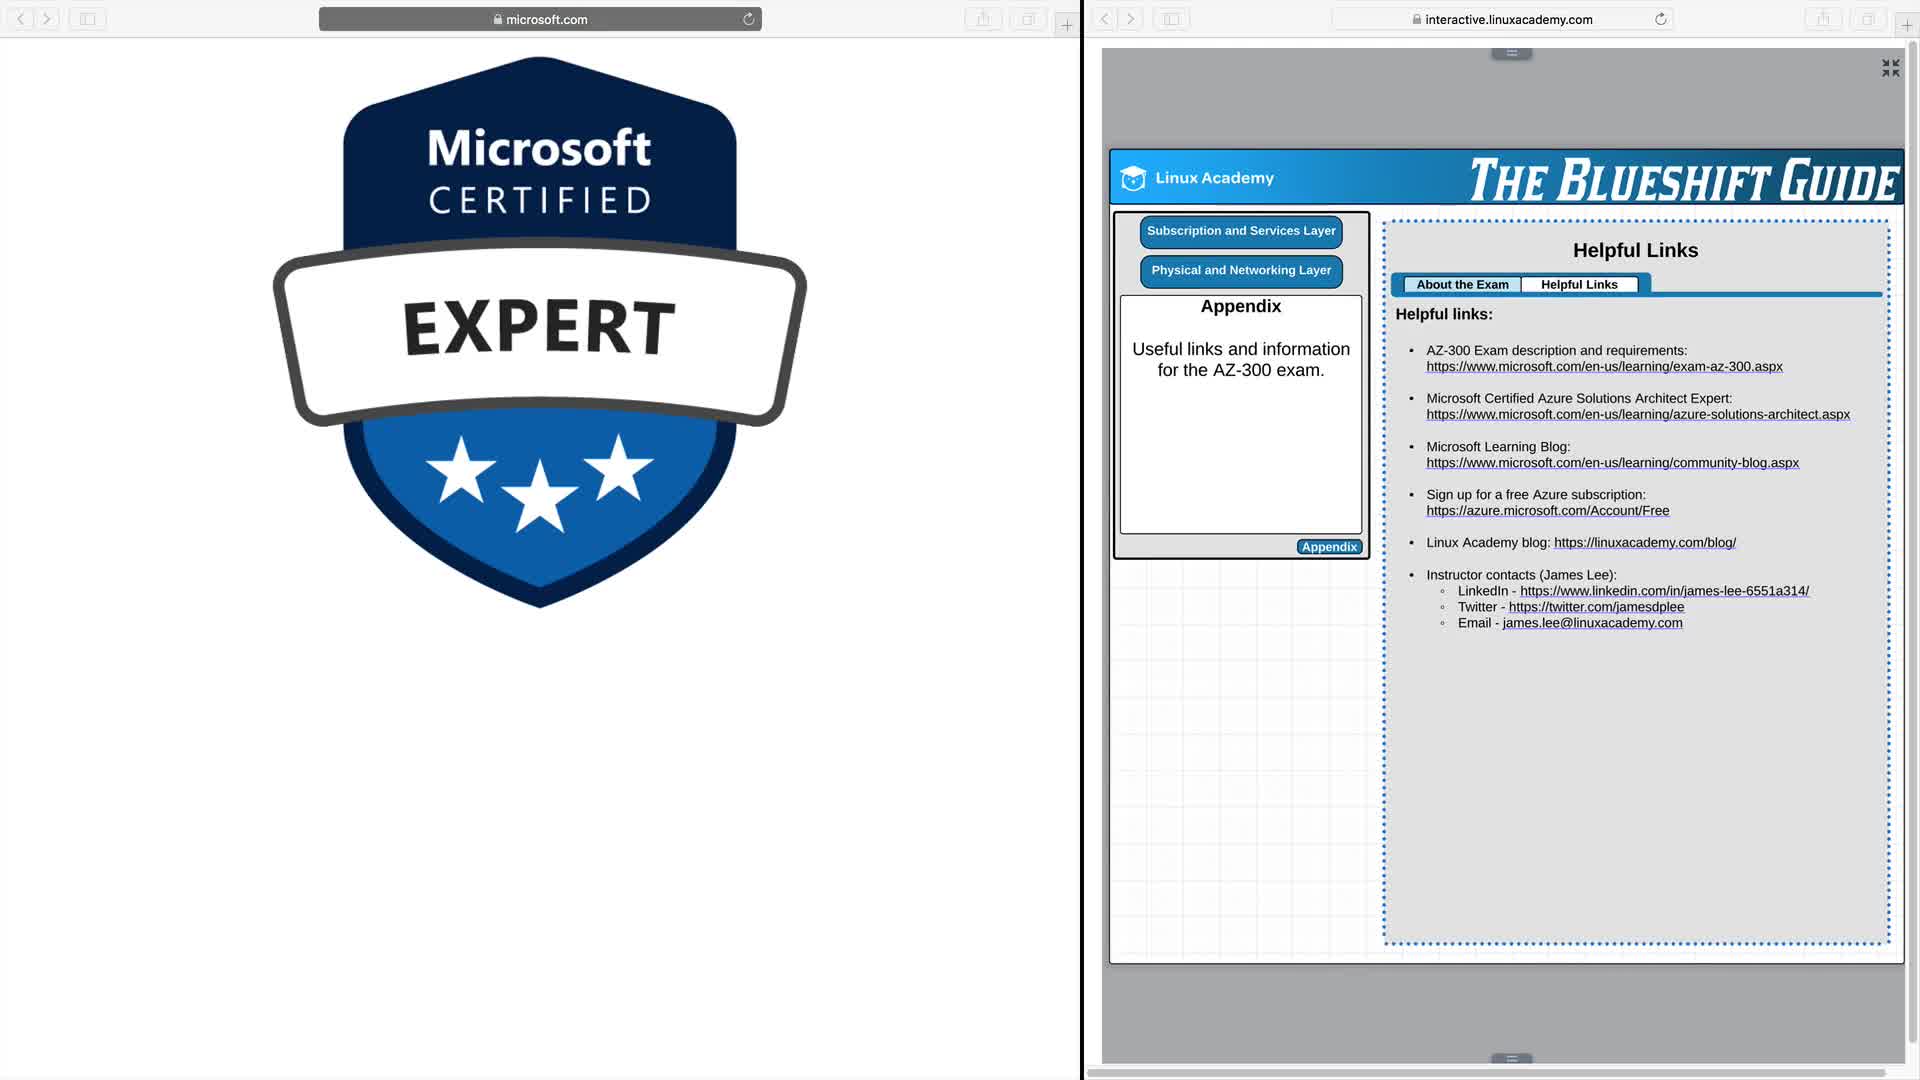 microsoft.com
Microsoft
CERTIFIED
EXPERT
interactive.linuxacademy.com
Linux Academy
THE BLUESHIFT GUIDE
Subscription and Services Layer
Physical and Networking Layer
Appendix
Useful links and information
for the AZ-300 exam.
Appendix
Helpful Links
About the Exam
Helpful Links
Helpful links:
• AZ-300 Exam description and requirements:
https://www.microsoft.com/en-us/learning/exam-az-300.aspx
• Microsoft Certified Azure Solutions Architect Expert:
https://www.microsoft.com/en-us/learning/azure-solutions-architect.aspx
• Microsoft Learning Blog:
https://www.microsoft.com/en-us/learning/community-blog.aspx
• Sign up for a free Azure subscription:
https://azure.microsoft.com/Account/Free
• Linux Academy blog: https://linuxacademy.com/blog/
• Instructor contacts (James Lee):
◦ LinkedIn - https://www.linkedin.com/in/james-lee-6551a314/
◦ Twitter - https://twitter.com/jamesdplee
◦ Email - james.lee@linuxacademy.com